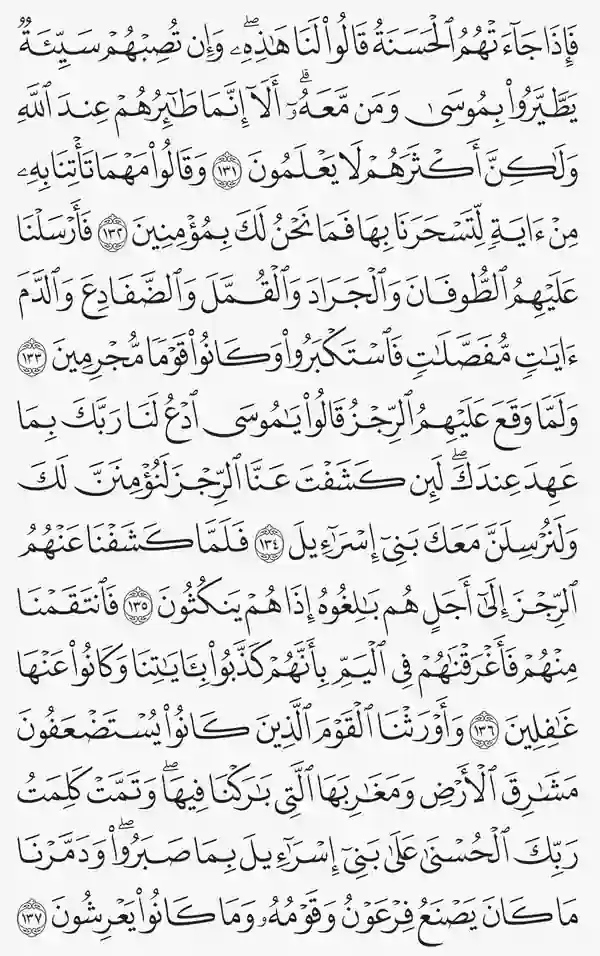 فَإِذَا جَآءَتْهُمُ ٱلْحَسَنَةُ قَالُوا۟ لَنَا هَـٰذِهِۦ ۖ وَإِن تُصِبْهُمْ سَيِّئَةٌ
يَطَّيَّرُوا۟ بِمُوسَىٰ وَمَن مَّعَهُۥٓ ۗ أَلَآ إِنَّمَا طَـٰٓئِرُهُمْ عِندَ ٱللَّهِ
وَلَـٰكِنَّ أَكْثَرَهُمْ لَا يَعْلَمُونَ ١٣١ وَقَالُوا۟ مَهْمَا تَأْتِنَا بِهِۦ
مِنْ ءَايَةٍ لِّتَسْحَرَنَا بِهَا فَمَا نَحْنُ لَكَ بِمُؤْمِنِينَ ١٣٢ فَأَرْسَلْنَا
عَلَيْهِمُ ٱلطُّوفَانَ وَٱلْجَرَادَ وَٱلْقُمَّلَ وَٱلضَّفَادِعَ وَٱلدَّمَ
ءَايَـٰتٍ مُّفَصَّلَـٰتٍ فَٱسْتَكْبَرُوا۟ وَكَانُوا۟ قَوْمًا مُّجْرِمِينَ ١٣٣
وَلَمَّا وَقَعَ عَلَيْهِمُ ٱلرِّجْزُ قَالُوا۟ يَـٰمُوسَى ٱدْعُ لَنَا رَبَّكَ بِمَا
عَهِدَ عِندَكَ ۖ لَئِن كَشَفْتَ عَنَّا ٱلرِّجْزَ لَنُؤْمِنَنَّ لَكَ
وَلَنُرْسِلَنَّ مَعَكَ بَنِىٓ إِسْرَٰٓءِيلَ ١٣٤ فَلَمَّا كَشَفْنَا عَنْهُمُ
ٱلرِّجْزَ إِلَىٰٓ أَجَلٍ هُم بَـٰلِغُوهُ إِذَا هُمْ يَنكُثُونَ ١٣٥ فَٱنتَقَمْنَا
مِنْهُمْ فَأَغْرَقْنَـٰهُمْ فِى ٱلْيَمِّ بِأَنَّهُمْ كَذَّبُوا۟ بِـَٔايَـٰتِنَا وَكَانُوا۟ عَنْهَا
غَـٰفِلِينَ ١٣٦ وَأَوْرَثْنَا ٱلْقَوْمَ ٱلَّذِينَ كَانُوا۟ يُسْتَضْعَفُونَ
مَشَـٰرِقَ ٱلْأَرْضِ وَمَغَـٰرِبَهَا ٱلَّتِى بَـٰرَكْنَا فِيهَا ۖ وَتَمَّتْ كَلِمَتُ
رَبِّكَ ٱلْحُسْنَىٰ عَلَىٰ بَنِىٓ إِسْرَٰٓءِيلَ بِمَا صَبَرُوا۟ ۖ وَدَمَّرْنَا
مَا كَانَ يَصْنَعُ فِرْعَوْنُ وَقَوْمُهُۥ وَمَا كَانُوا۟ يَعْرِشُونَ ١٣٧